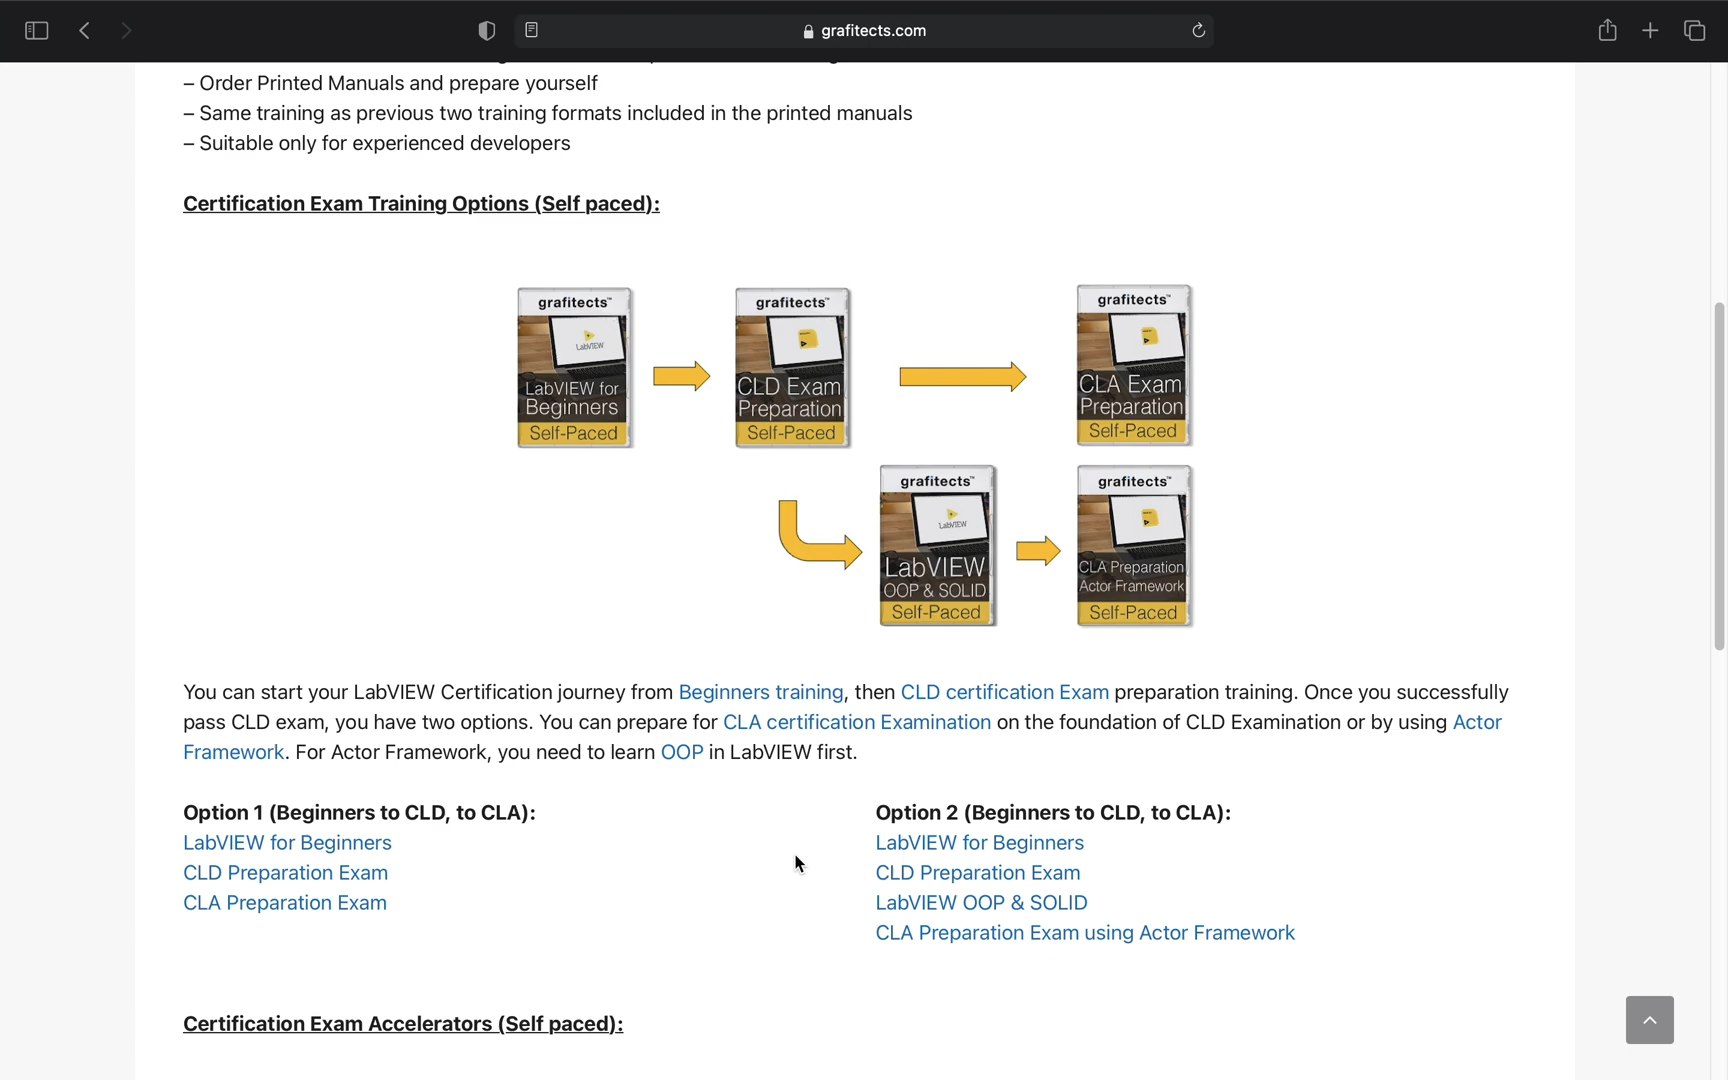 grafitects.com
– Order Printed Manuals and prepare yourself
– Same training as previous two training formats included in the printed manuals
– Suitable only for experienced developers
Certification Exam Training Options (Self paced):
grafitects™
LabVIEW
LabVIEW for
Beginners
Self-Paced
grafitects™
CLD Exam
Preparation
Self-Paced
grafitects™
CLA Exam
Preparation
Self-Paced
grafitects™
LabVIEW
LabVIEW
OOP & SOLID
Self-Paced
grafitects™
CLA Preparation
Actor Framework
Self-Paced
You can start your LabVIEW Certification journey from Beginners training, then CLD certification Exam preparation training. Once you successfully
pass CLD exam, you have two options. You can prepare for CLA certification Examination on the foundation of CLD Examination or by using Actor
Framework. For Actor Framework, you need to learn OOP in LabVIEW first.
Option 1 (Beginners to CLD, to CLA):
LabVIEW for Beginners
CLD Preparation Exam
CLA Preparation Exam
Option 2 (Beginners to CLD, to CLA):
LabVIEW for Beginners
CLD Preparation Exam
LabVIEW OOP & SOLID
CLA Preparation Exam using Actor Framework
Certification Exam Accelerators (Self paced):